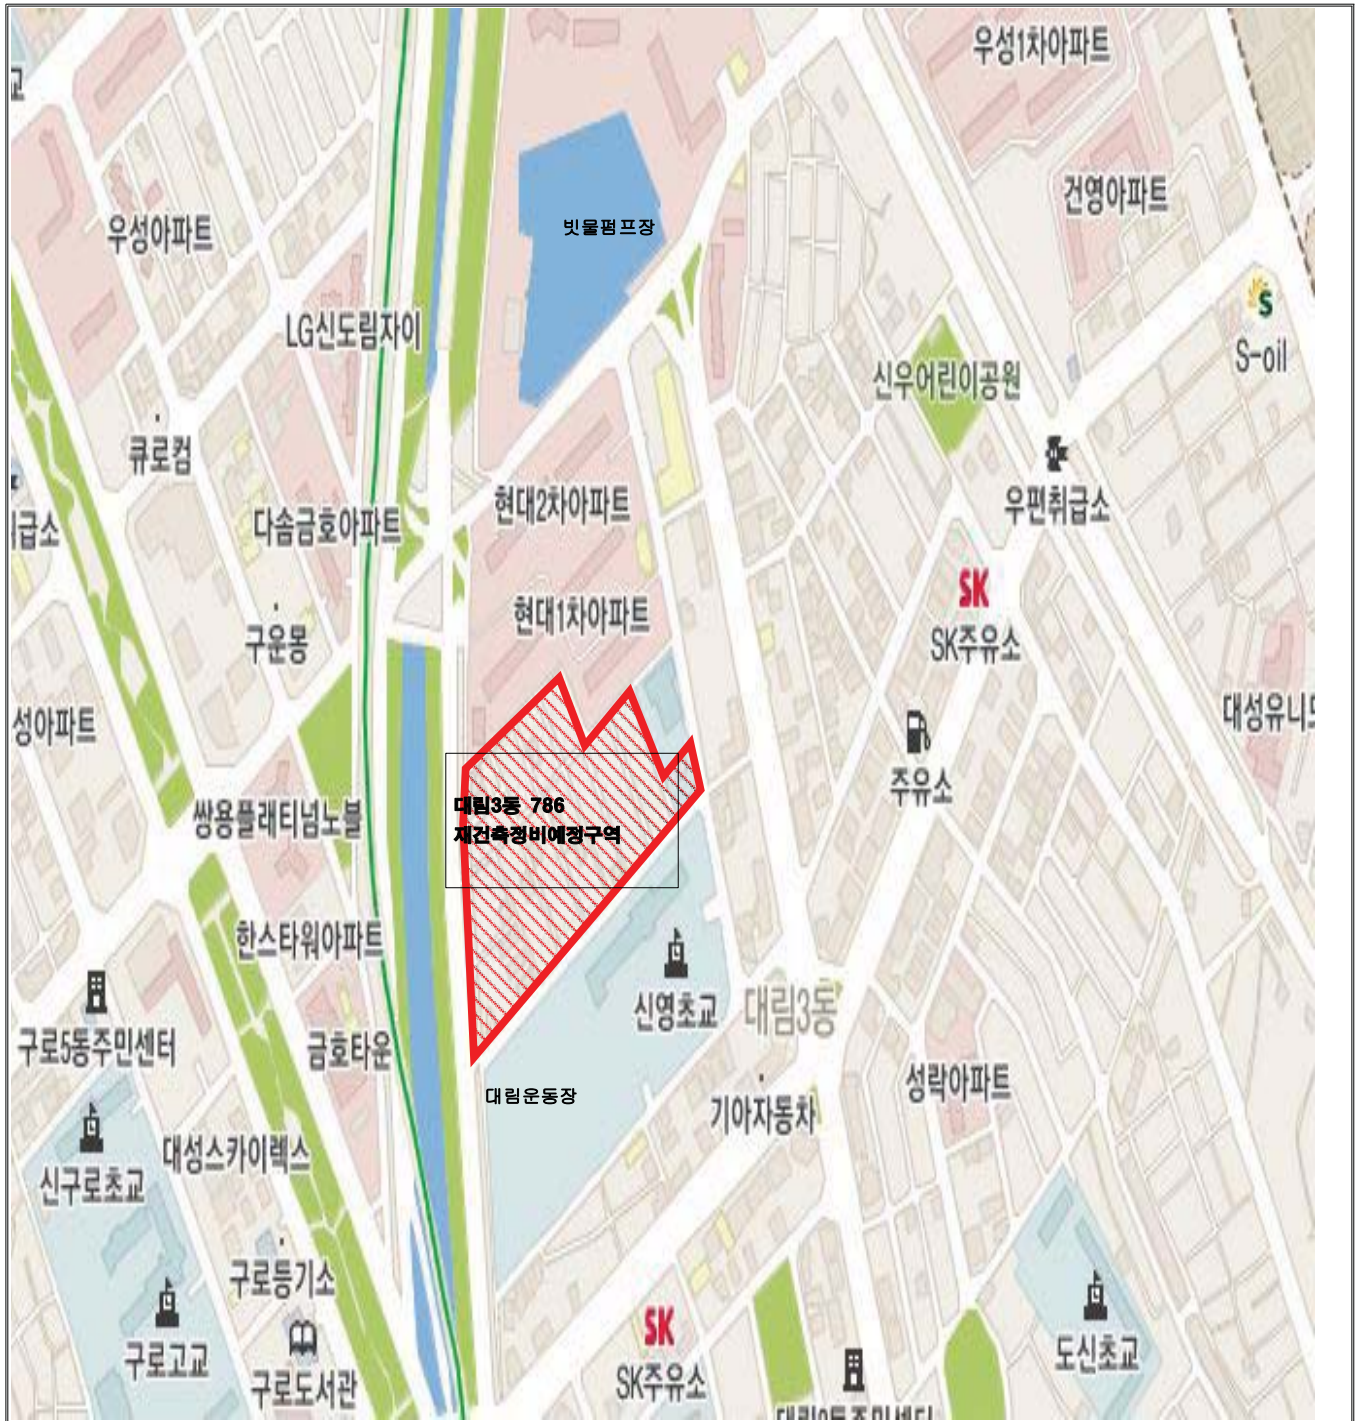 우성1차아파트
교
건영아파트
빗물펌프장
우성아파트
LG신도림자이
S
S-oil
신우어린이공원
큐로컴
현대2차아파트
우편취급소
다솜금호아파트
급소
SK
현대1차아파트
구운몽
SK주유소
성아파트
대성유니
주유소
쌍용플래티넘노블
대림3동 786
재건축정비예정구역
한스타워아파트
신영초교
대림3동
구로5동주민센터
금호타운
성락아파트
대림운동장
기아자동차
대성스카이렉스
신구로초교
구로등기소
SK
구로고교
도신초교
구로도서관
SK주유소